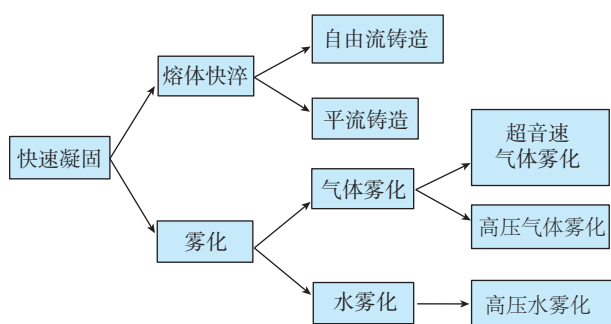 自由流铸造
熔体快淬
平流铸造
快速凝固
超音速
气体雾化
气体雾化
高压气体雾化
雾化
水雾化
高压水雾化